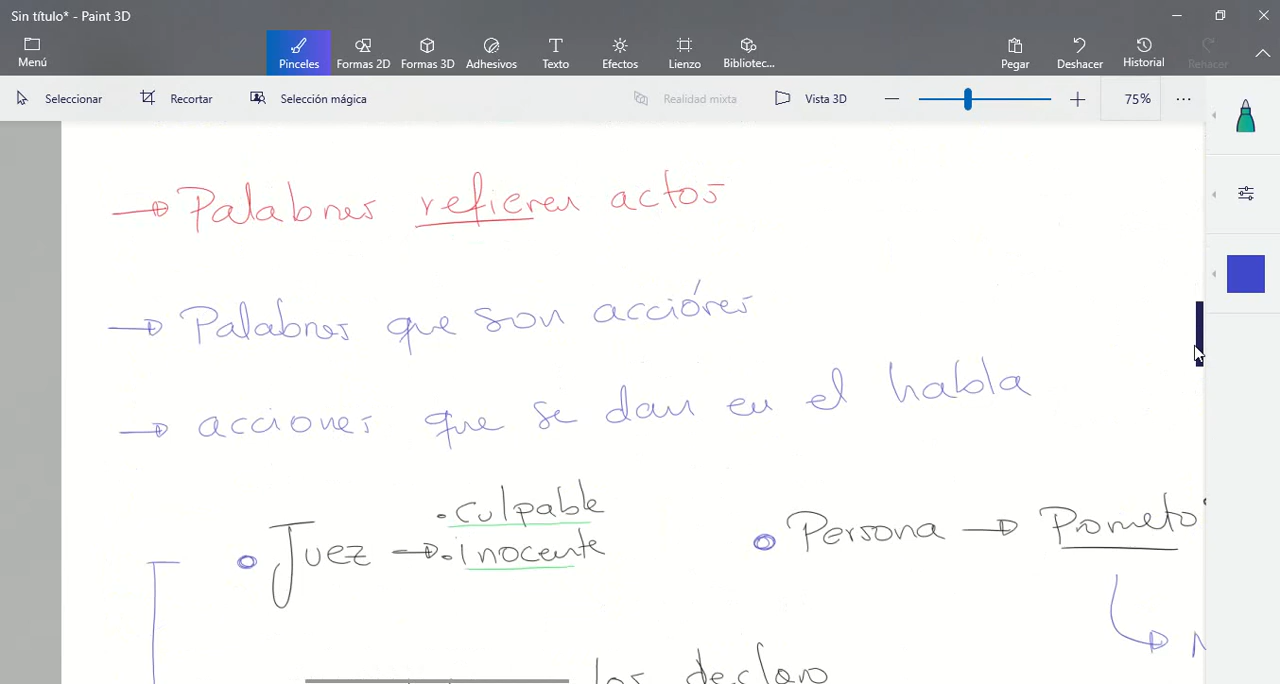 Sin título* - Paint 3D
Menú
Pinceles
Formas 2D
Formas 3D
Adhesivos
Texto
Efectos
Lienzo
Bibliotec...
Pegar
Deshacer
Historial
Rehacer
Seleccionar
Recortar
Selección mágica
Realidad mixta
Vista 3D
75%
→ Palabras refieren actos
→ Palabras que son acciónes
→ acciones que se dan en el habla
• culpable
Juez → • inocente
Persona → Prometo
los declaro